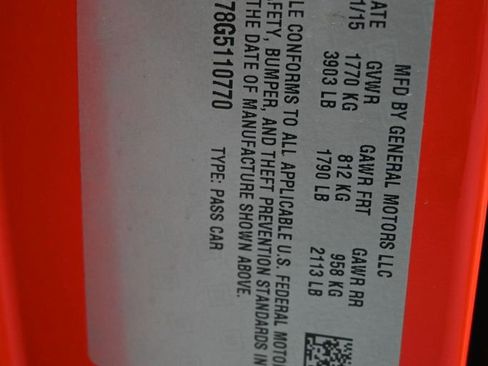 MFD BY GENERAL MOTORS LLC
ATE GVWR GAWR FRT GAWR RR
1/15 1770 KG 812 KG 958 KG
3903 LB 1790 LB 2113 LB
LE CONFORMS TO ALL APPLICABLE U.S. FEDERAL MOTO
FETY, BUMPER, AND THEFT PREVENTION STANDARDS IN
THE DATE OF MANUFACTURE SHOWN ABOVE.
78G5110770 TYPE: PASS CAR